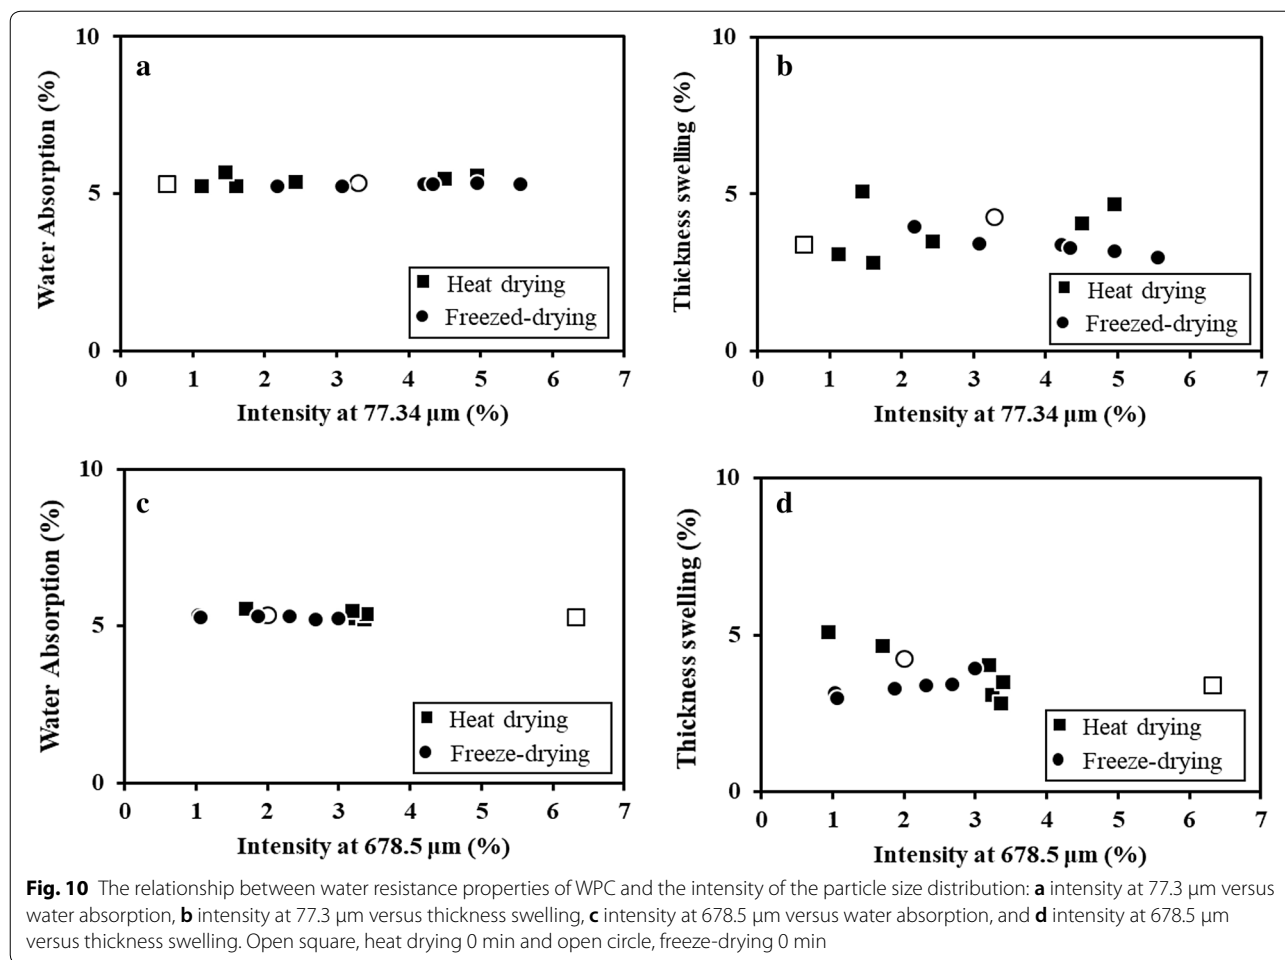 10
a
Water Absorption (%)
5
Heat drying
Freezed-drying
0
0 1 2 3 4 5 6 7
Intensity at 77.34 μm (%)
10
b
Thickness swelling (%)
5
Heat drying
Freezed-drying
0
0 1 2 3 4 5 6 7
Intensity at 77.34 μm (%)
10
c
Water Absorption (%)
5
Heat drying
Freeze-drying
0
0 1 2 3 4 5 6 7
Intensity at 678.5 μm (%)
10
d
Thickness swelling (%)
5
Heat drying
Freeze-drying
0
0 1 2 3 4 5 6 7
Intensity at 678.5 μm (%)
Fig. 10 The relationship between water resistance properties of WPC and the intensity of the particle size distribution: a intensity at 77.3 μm versus
water absorption, b intensity at 77.3 μm versus thickness swelling, c intensity at 678.5 μm versus water absorption, and d intensity at 678.5 μm
versus thickness swelling. Open square, heat drying 0 min and open circle, freeze-drying 0 min